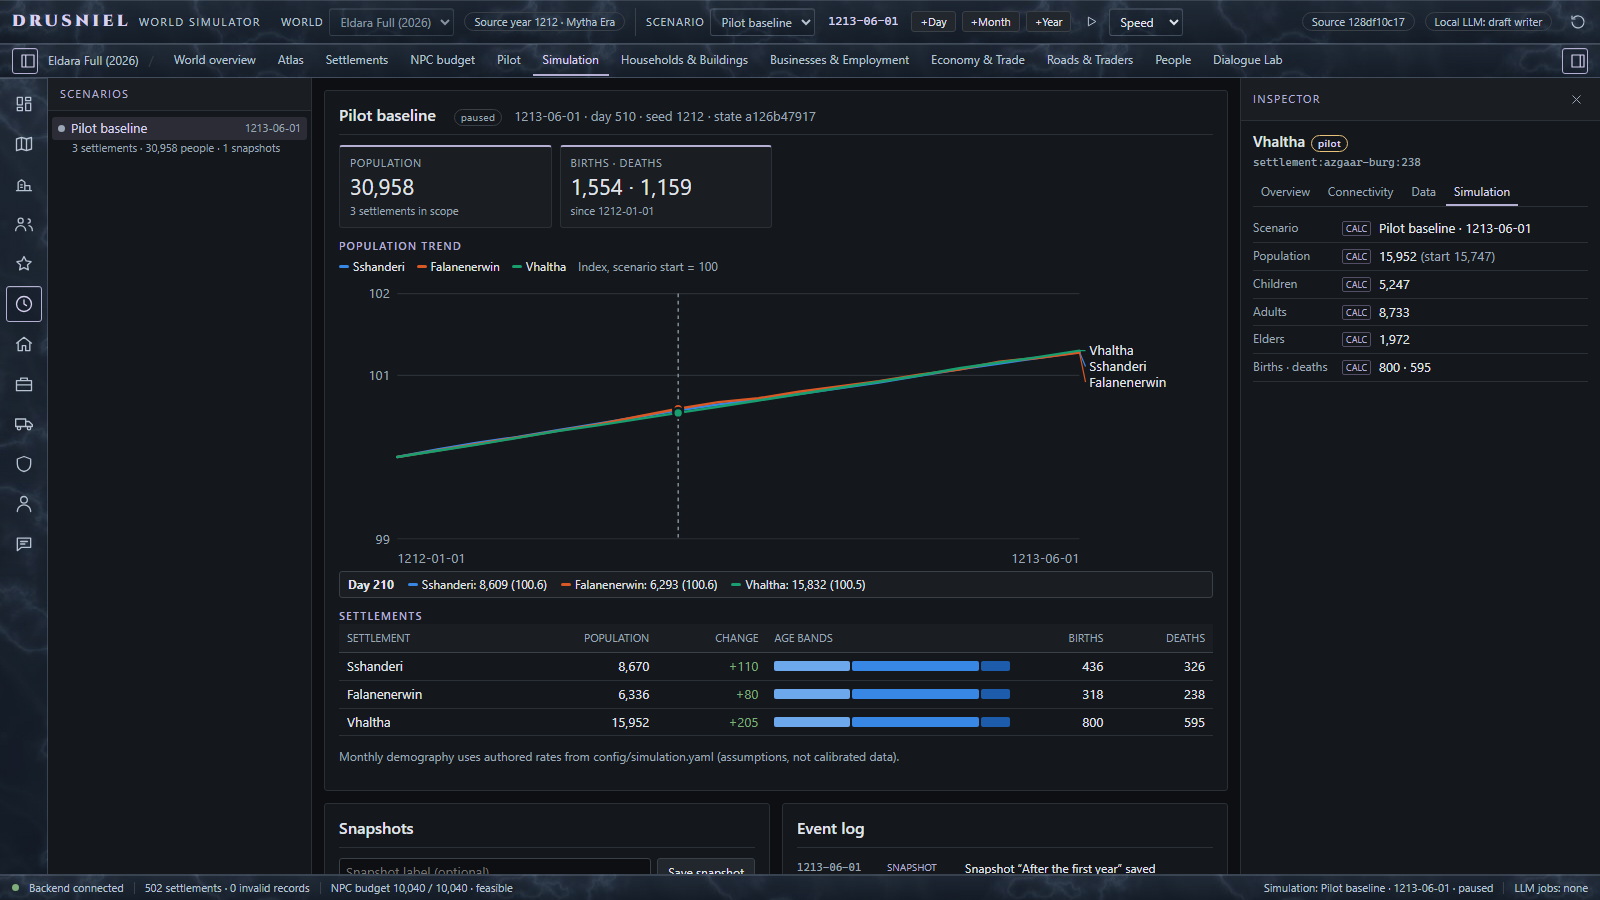 DRUSNIEL WORLD SIMULATOR WORLD Eldara Full (2026) Source year 1212 · Mytha Era SCENARIO Pilot baseline 1213-06-01 +Day +Month +Year Speed Source 128df10c17 Local LLM: draft writer
Eldara Full (2026) / World overview Atlas Settlements NPC budget Pilot Simulation Households & Buildings Businesses & Employment Economy & Trade Roads & Traders People Dialogue Lab
SCENARIOS
Pilot baseline 1213-06-01
3 settlements · 30,958 people · 1 snapshots
Pilot baseline paused 1213-06-01 · day 510 · seed 1212 · state a126b47917
POPULATION
30,958
3 settlements in scope
BIRTHS · DEATHS
1,554 · 1,159
since 1212-01-01
POPULATION TREND
Sshanderi Falanenerwin Vhaltha Index, scenario start = 100
102
101
99
Vhaltha
Sshanderi
Falanenerwin
1212-01-01 1213-06-01
Day 210 Sshanderi: 8,609 (100.6) Falanenerwin: 6,293 (100.6) Vhaltha: 15,832 (100.5)
SETTLEMENTS
SETTLEMENT POPULATION CHANGE AGE BANDS BIRTHS DEATHS
Sshanderi 8,670 +110 436 326
Falanenerwin 6,336 +80 318 238
Vhaltha 15,952 +205 800 595
Monthly demography uses authored rates from config/simulation.yaml (assumptions, not calibrated data).
Snapshots
Snapshot label (optional) Save snapshot
Event log
1213-06-01 SNAPSHOT Snapshot “After the first year” saved
INSPECTOR
Vhaltha pilot
settlement:azgaar-burg:238
Overview Connectivity Data Simulation
Scenario CALC Pilot baseline · 1213-06-01
Population CALC 15,952 (start 15,747)
Children CALC 5,247
Adults CALC 8,733
Elders CALC 1,972
Births · deaths CALC 800 · 595
Backend connected 502 settlements · 0 invalid records NPC budget 10,040 / 10,040 · feasible Simulation: Pilot baseline · 1213-06-01 · paused LLM jobs: none